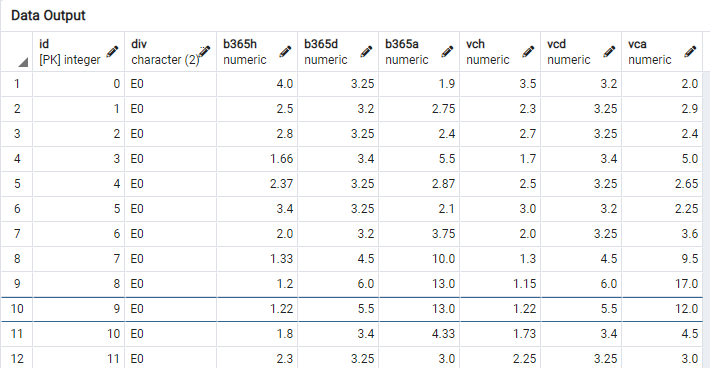 Data Output
id div b365h b365d b365a vch vcd vca
[PK] integer character (2) numeric numeric numeric numeric numeric numeric
1 0 E0 4.0 3.25 1.9 3.5 3.2 2.0
2 1 E0 2.5 3.2 2.75 2.3 3.25 2.9
3 2 E0 2.8 3.25 2.4 2.7 3.25 2.4
4 3 E0 1.66 3.4 5.5 1.7 3.4 5.0
5 4 E0 2.37 3.25 2.87 2.5 3.25 2.65
6 5 E0 3.4 3.25 2.1 3.0 3.2 2.25
7 6 E0 2.0 3.2 3.75 2.0 3.25 3.6
8 7 E0 1.33 4.5 10.0 1.3 4.5 9.5
9 8 E0 1.2 6.0 13.0 1.15 6.0 17.0
10 9 E0 1.22 5.5 13.0 1.22 5.5 12.0
11 10 E0 1.8 3.4 4.33 1.73 3.4 4.5
12 11 E0 2.3 3.25 3.0 2.25 3.25 3.0